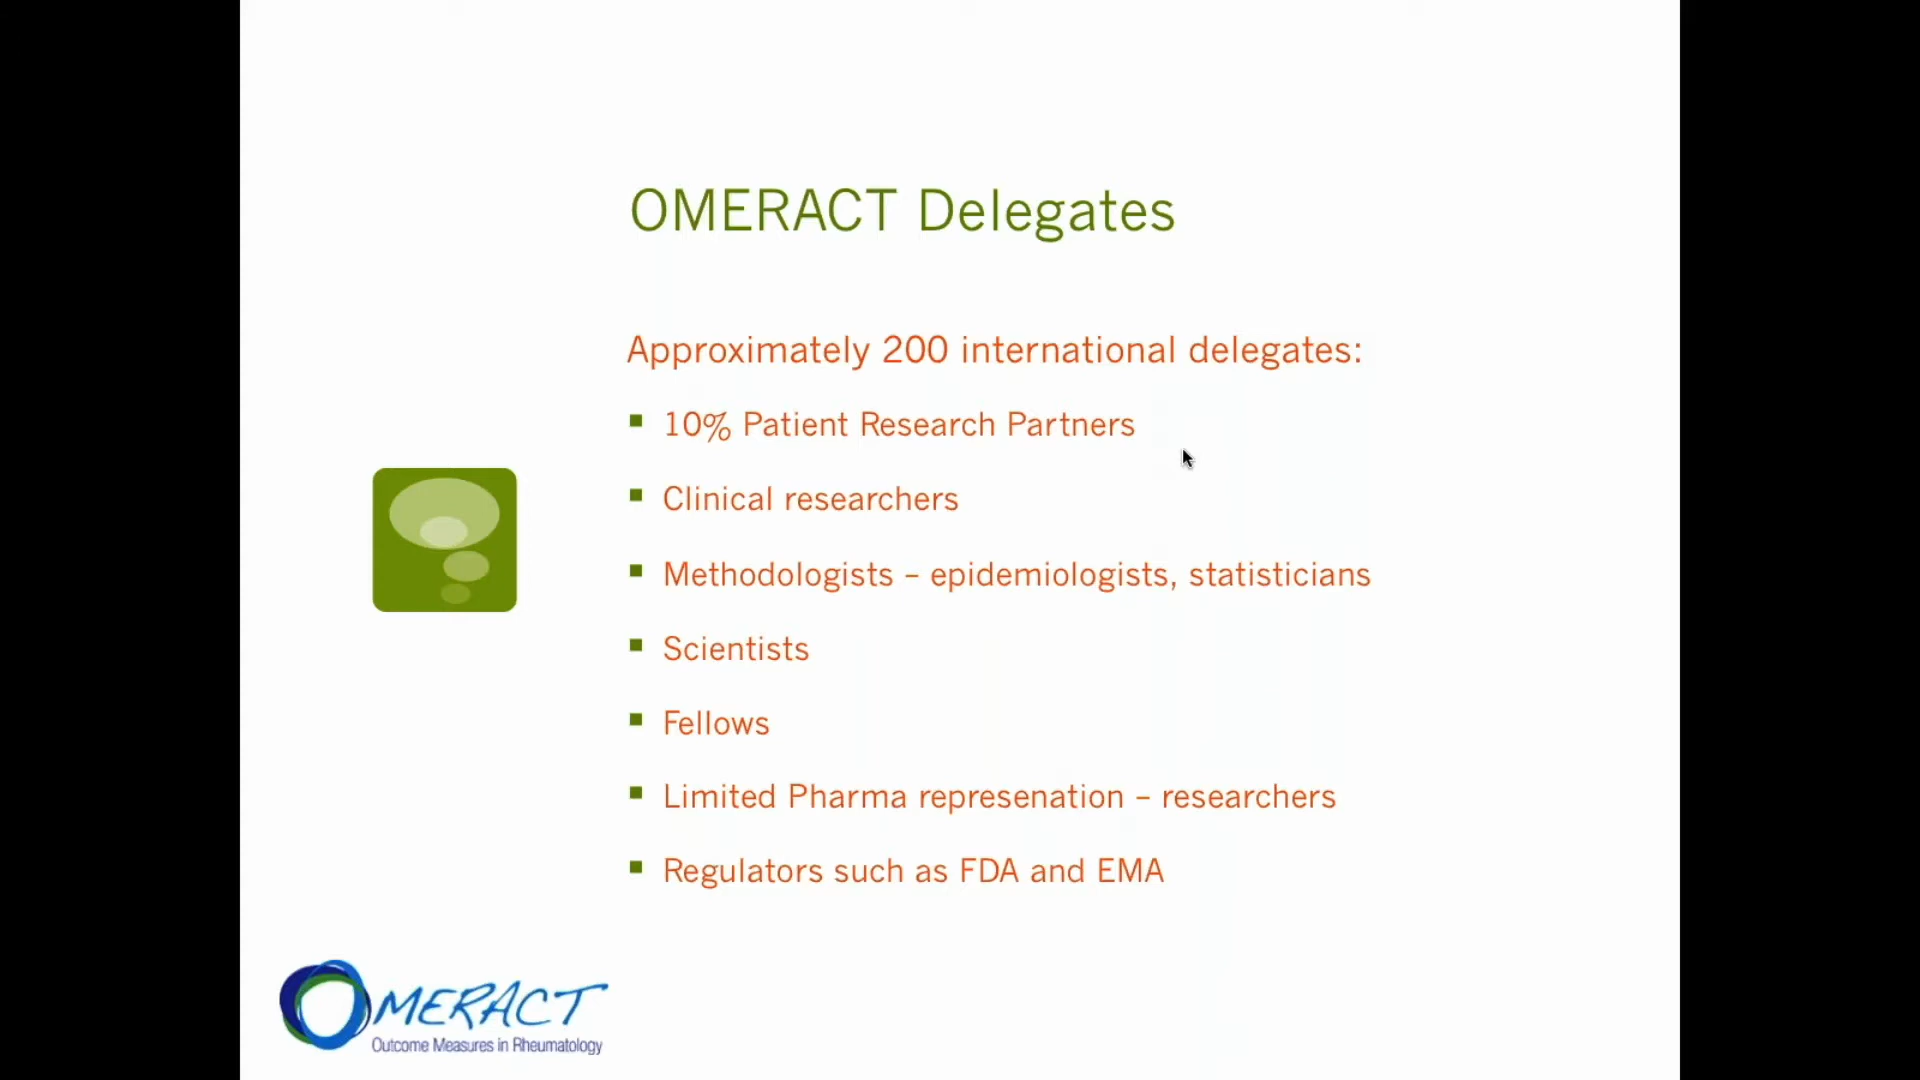 OMERACT Delegates
Approximately 200 international delegates:
10% Patient Research Partners
Clinical researchers
Methodologists – epidemiologists, statisticians
Scientists
Fellows
Limited Pharma represenation – researchers
Regulators such as FDA and EMA
OMERACT
Outcome Measures in Rheumatology